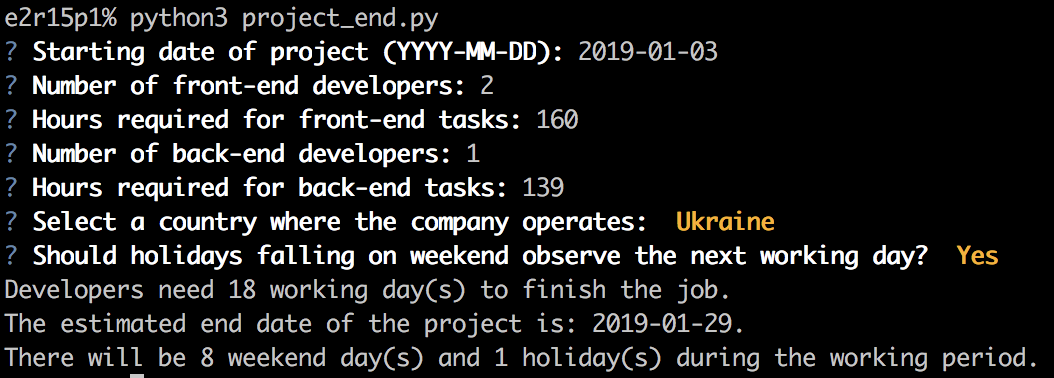 e2r15p1% python3 project_end.py
? Starting date of project (YYYY-MM-DD): 2019-01-03
? Number of front-end developers: 2
? Hours required for front-end tasks: 160
? Number of back-end developers: 1
? Hours required for back-end tasks: 139
? Select a country where the company operates:  Ukraine
? Should holidays falling on weekend observe the next working day?  Yes
Developers need 18 working day(s) to finish the job.
The estimated end date of the project is: 2019-01-29.
There will be 8 weekend day(s) and 1 holiday(s) during the working period.